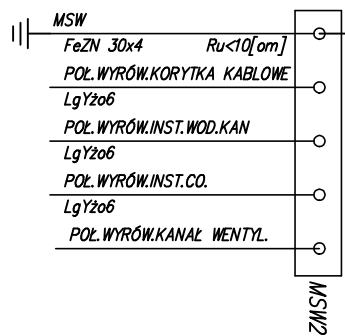 MSW
FeZN 30x4 Ru<10[om]
POŁ.WYRÓW.KORYTKA KABLOWE
LgYżo6
POŁ.WYRÓW.INST.WOD.KAN
LgYżo6
POŁ.WYRÓW.INST.CO.
LgYżo6
POŁ.WYRÓW.KANAŁ WENTYL.
MSW2